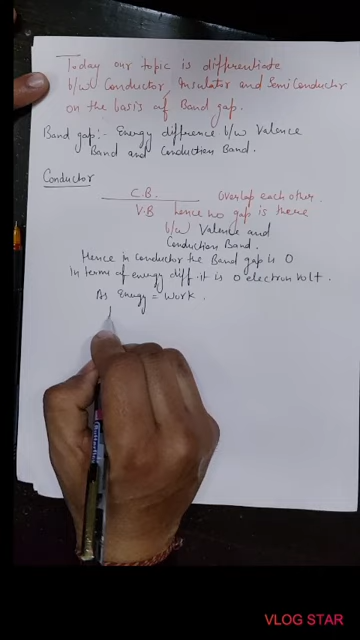 Today our topic is differentiate
b/w Conductor, Insulator and SemiConductor
on the basis of Band gap.
Band gap:- Energy difference b/w Valence
Band and Conduction Band.
Conductor
C.B. Overlap each other.
V.B hence no gap is there
b/w Valence and
Conduction Band.
Hence in conductor the Band gap is 0
In terms of energy diff. it is 0 electron volt.
As Energy = Work.
VLOG STAR